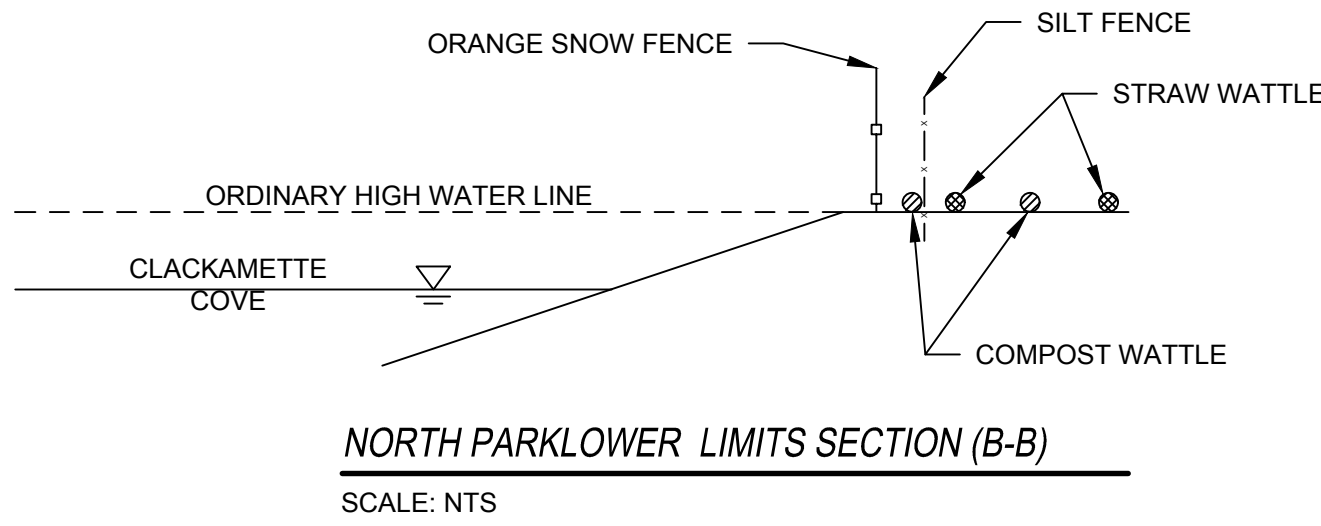 SILT FENCE
ORANGE SNOW FENCE
STRAW WATTLE
ORDINARY HIGH WATER LINE
CLACKAMETTE
COVE
COMPOST WATTLE
NORTH PARKLOWER LIMITS SECTION (B-B)
SCALE: NTS